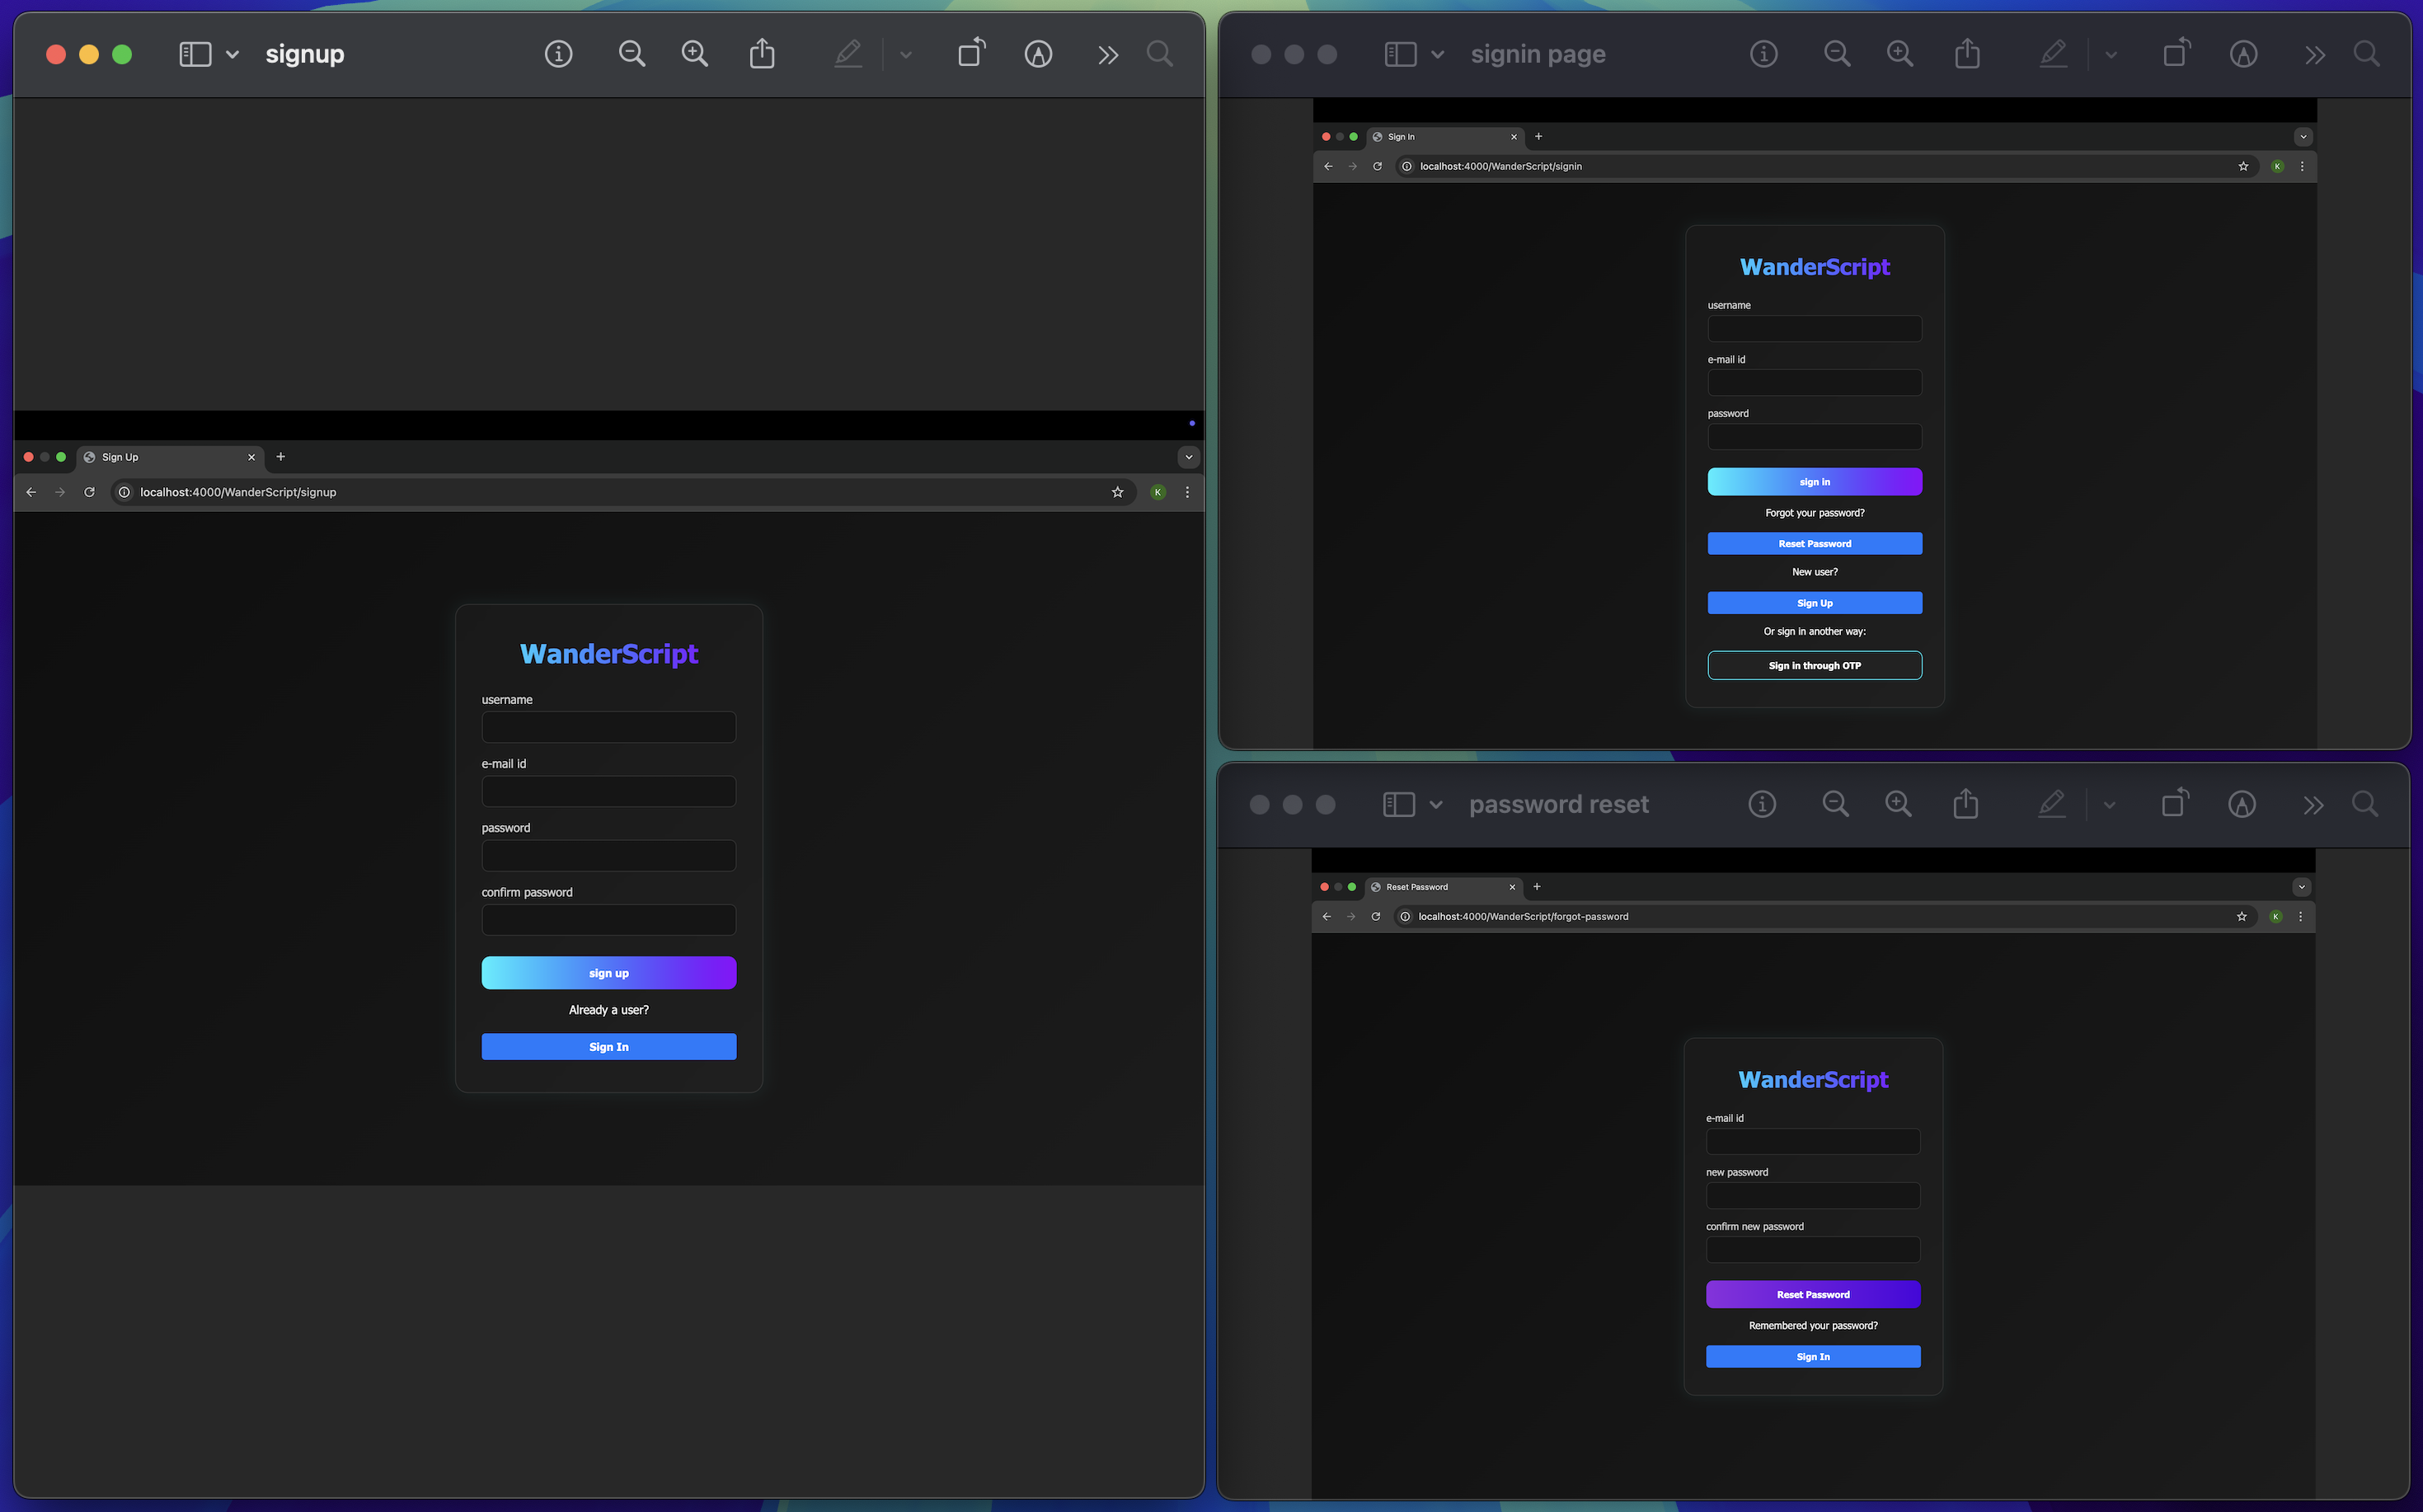 signup
Sign Up
localhost:4000/WanderScript/signup
K
WanderScript
username
e-mail id
password
confirm password
sign up
Already a user?
Sign In
signin page
Sign In
localhost:4000/WanderScript/signin
K
WanderScript
username
e-mail id
password
sign in
Forgot your password?
Reset Password
New user?
Sign Up
Or sign in another way:
Sign in through OTP
password reset
Reset Password
localhost:4000/WanderScript/forgot-password
K
WanderScript
e-mail id
new password
confirm new password
Reset Password
Remembered your password?
Sign In